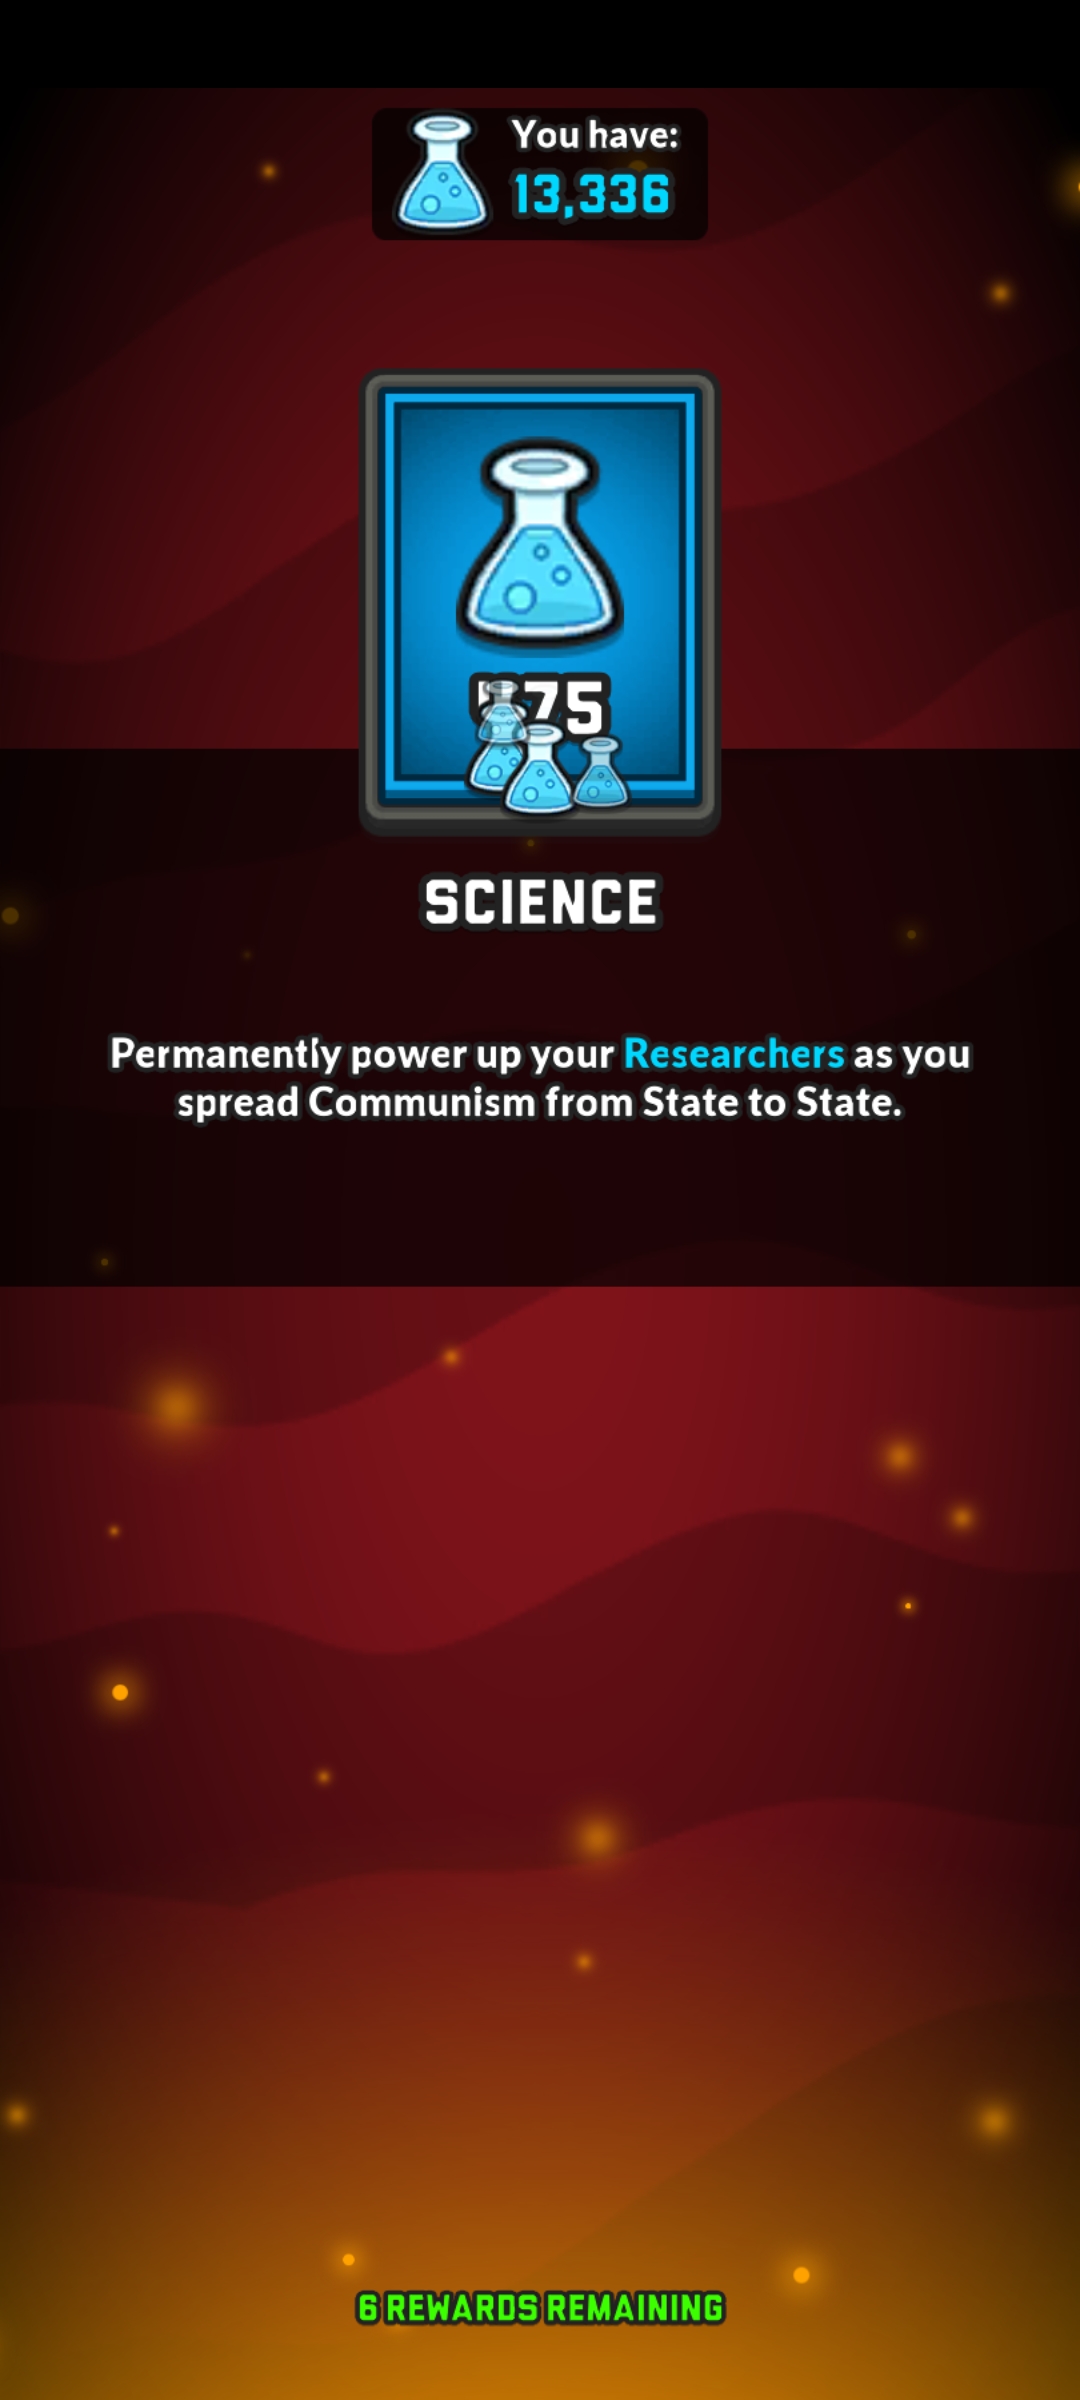 You have:
13,336
SCIENCE
Permanently power up your Researchers as you
spread Communism from State to State.
6 REWARDS REMAINING